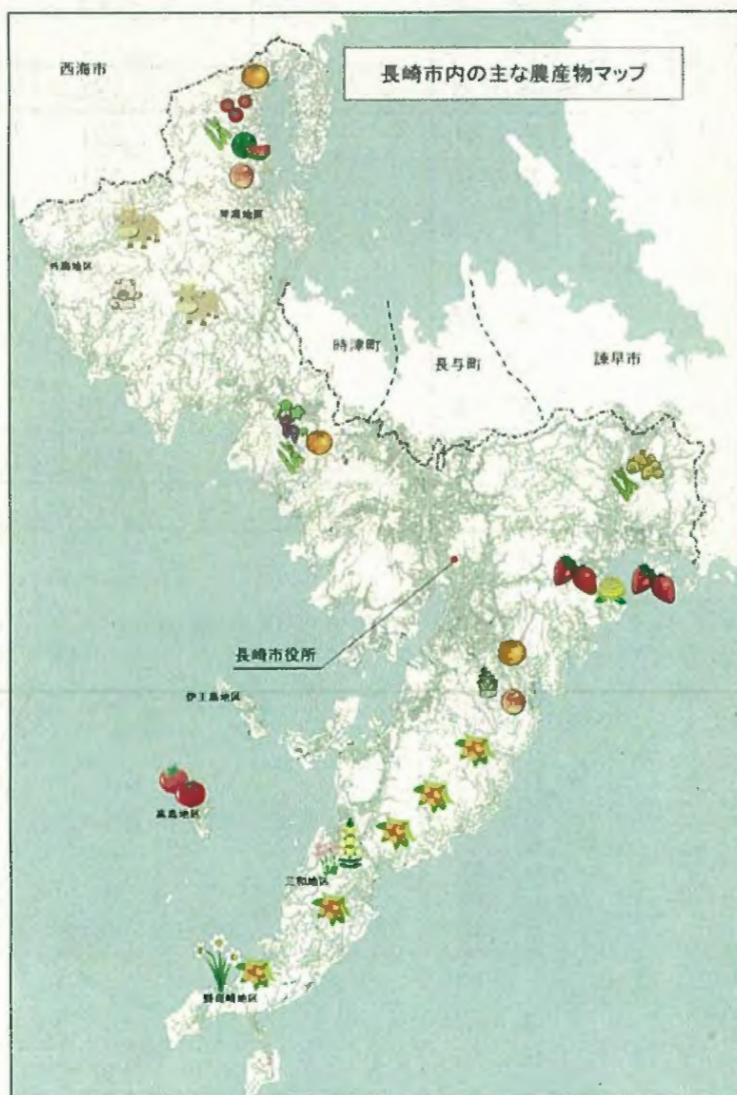 長崎市内の主な農産物マップ
西海市
琴海地区
外海地区
時津町
長与町
諫早市
長崎市役所
伊王島地区
高島地区
三和地区
野母崎地区